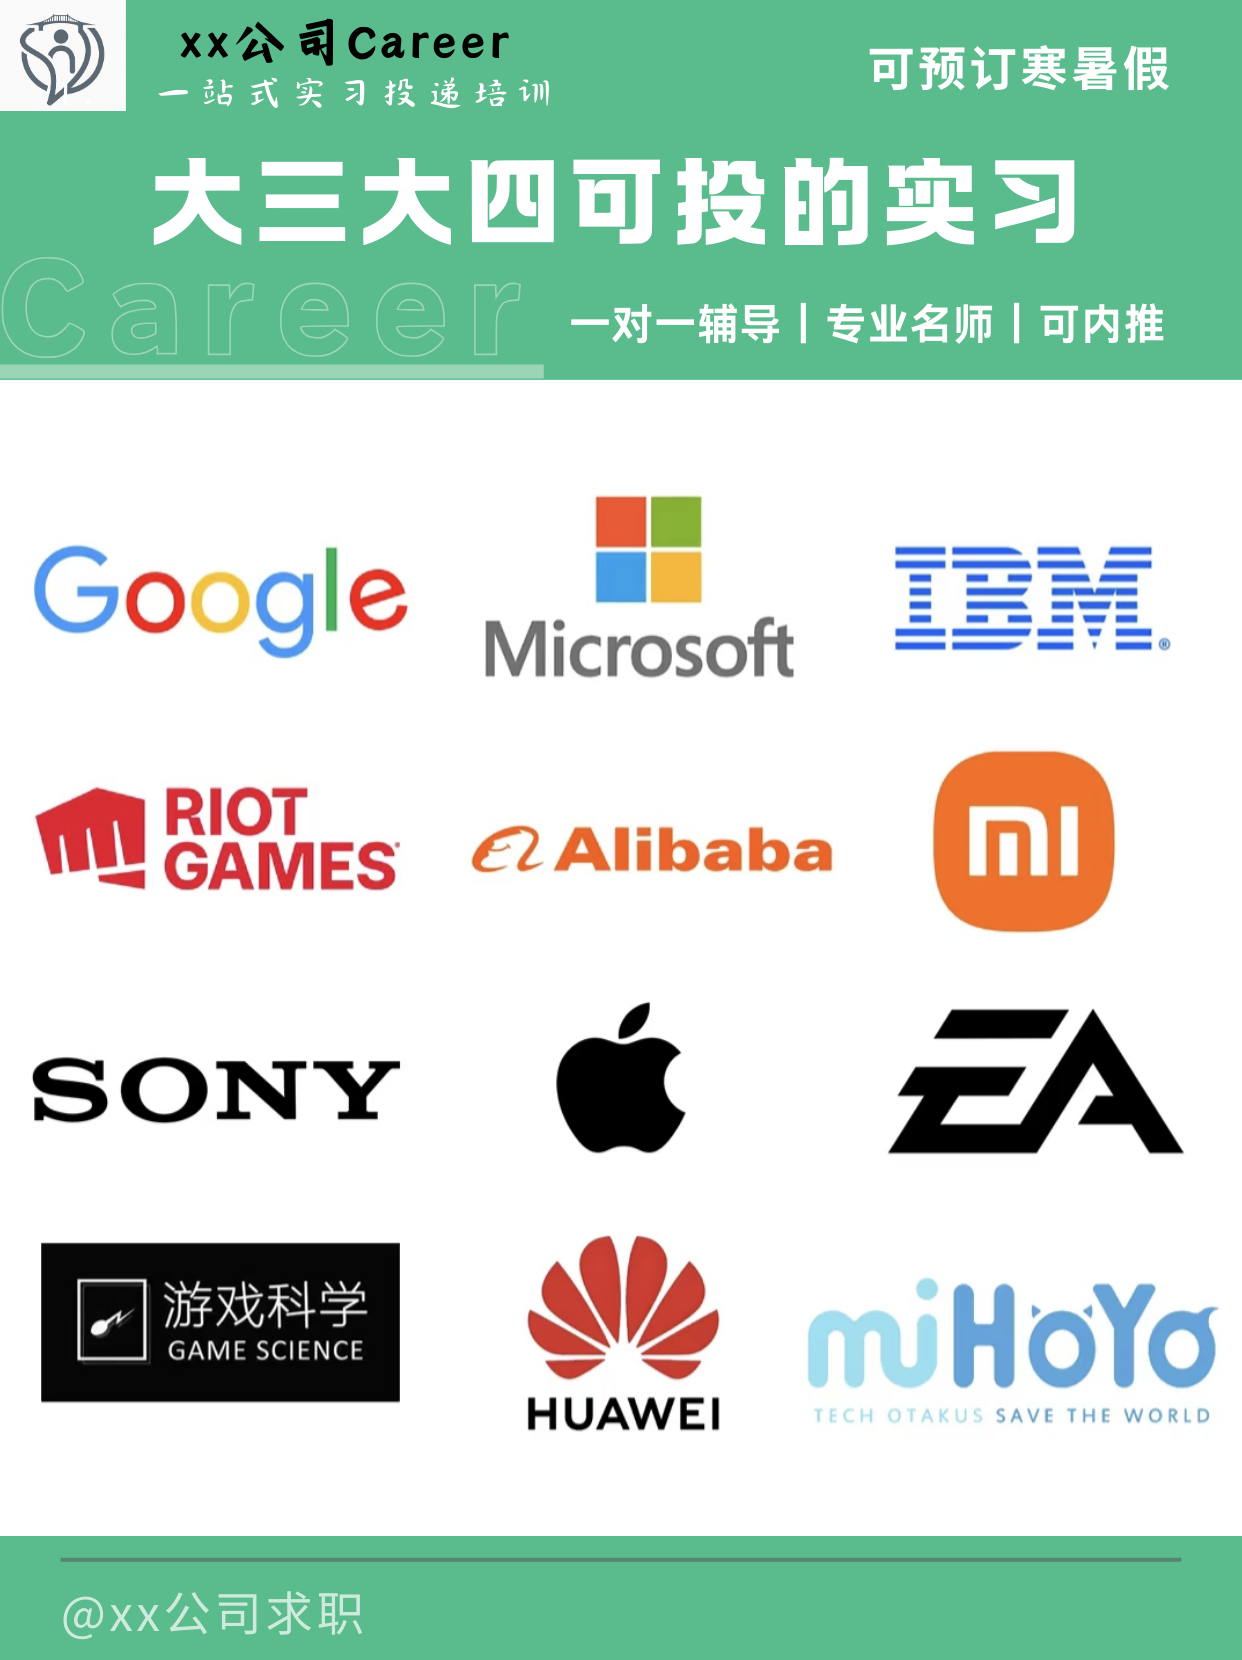 xx公司Career
一站式实习投递培训
可预订寒暑假
大三大四可投的实习
Career
一对一辅导｜专业名师｜可内推
Google
Microsoft
IBM®
RIOT
GAMES
Alibaba
mi
SONY
EA
游戏科学
GAME SCIENCE
HUAWEI
miHoYo
TECH OTAKUS SAVE THE WORLD
@xx公司求职